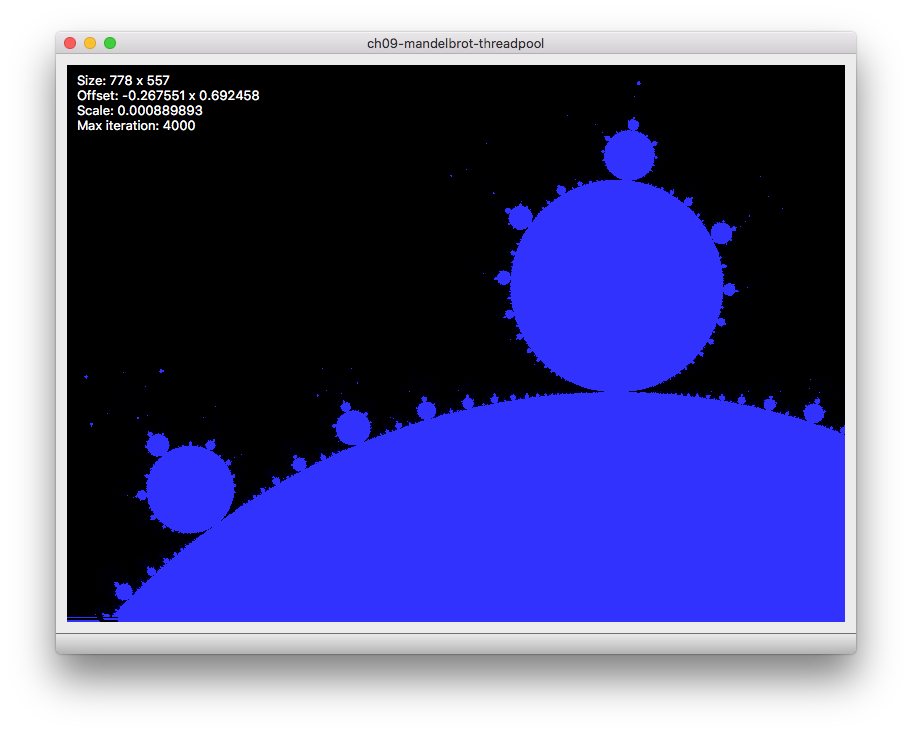 ch09-mandelbrot-threadpool
Size: 778 x 557
Offset: -0.267551 x 0.692458
Scale: 0.000889893
Max iteration: 4000